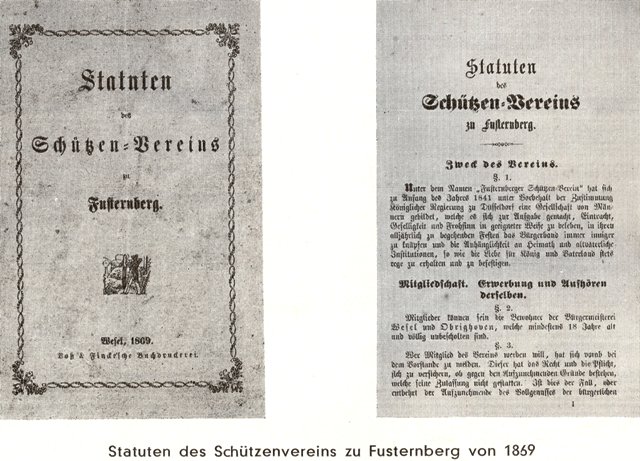 Statuten
des
Schützen-Vereins
zu
Fusternberg.
Wesel, 1869.
Voß & Finckelsche Buchdruckerei.
Statuten
des
Schützen-Vereins
zu Fusternberg.
Zweck des Vereins.
§. 1.
Unter dem Namen „Fusternberger Schützen-Verein" hat sich
zu Anfang des Jahres 1841 unter Vorbehalt der Zustimmung
Königlicher Regierung zu Düsseldorf eine Gesellschaft von Män-
nern gebildet, welche es sich zur Aufgabe gemacht, Eintracht,
Geselligkeit und Frohsinn in geeigneter Weise zu beleben, in ihren
alljährlich zu begehenden Festen das Bürgerband immer inniger
zu knüpfen und die Anhänglichkeit an Heimath und altväterliche
Institutionen, so wie die Liebe für König und Vaterland stets
rege zu erhalten und zu befestigen.
Mitgliedschaft. Erwerbung und Aufhören
derselben.
§. 2.
Mitglieder können sein die Bewohner der Bürgermeisterei
Wesel und Obrighoven, welche mindestens 18 Jahre alt
und völlig unbescholten sind.
§. 3.
Wer Mitglied des Vereins werden will, hat sich vorab bei
dem Vorstande zu melden. Dieser hat das Recht und die Pflicht,
sich zu versichern, ob gegen den Aufzunehmenden Gründe bestehen,
welche seine Zulassung nicht gestatten. Ist dies der Fall, oder
entbehrt der Aufzunehmende des Vollgenusses der bürgerlichen
1
Statuten des Schützenvereins zu Fusternberg von 1869